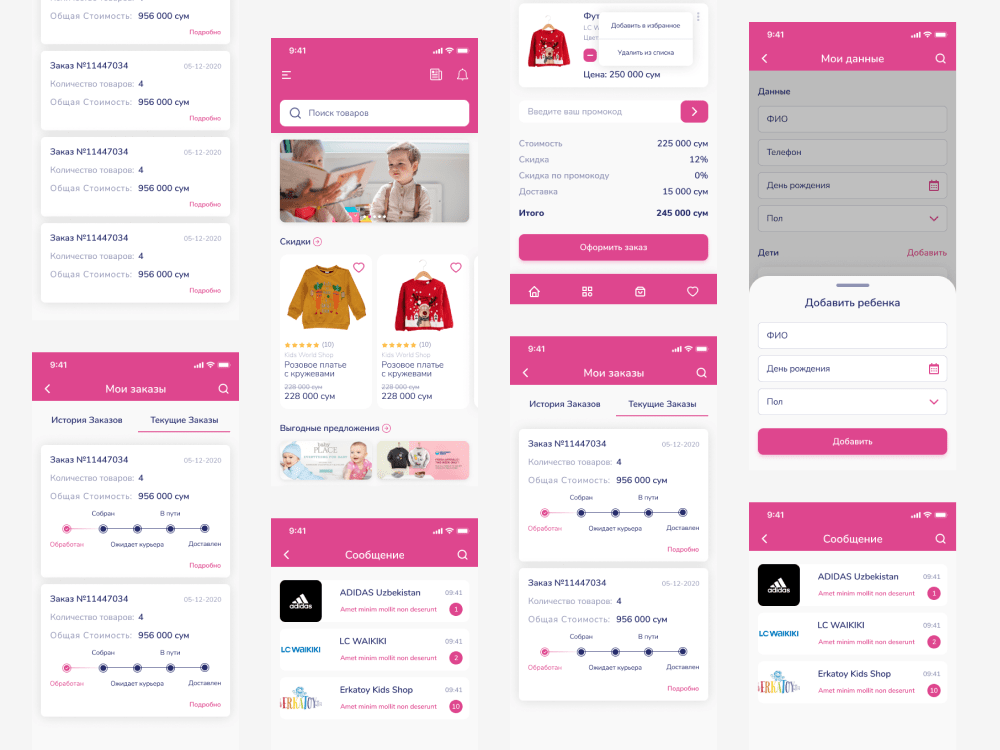 Количество товаров: 4
Общая Стоимость: 956 000 сум
Подробно
Заказ №11447034
05-12-2020
Количество товаров: 4
Общая Стоимость: 956 000 сум
Подробно
Заказ №11447034
05-12-2020
Количество товаров: 4
Общая Стоимость: 956 000 сум
Подробно
Заказ №11447034
05-12-2020
Количество товаров: 4
Общая Стоимость: 956 000 сум
Подробно
9:41
Мои заказы
История Заказов
Текущие Заказы
Заказ №11447034
05-12-2020
Количество товаров: 4
Общая Стоимость: 956 000 сум
Собран
В пути
Обработан
Ожидает курьера
Доставлен
Подробно
Заказ №11447034
05-12-2020
Количество товаров: 4
Общая Стоимость: 956 000 сум
Собран
В пути
Обработан
Ожидает курьера
Доставлен
Подробно
9:41
Поиск товаров
Скидки
(10)
Kids World Shop
Розовое платье
с кружевами
228 000 сум
228 000 сум
(10)
Kids World Shop
Розовое платье
с кружевами
228 000 сум
228 000 сум
Выгодные предложения
baby
PLACE
9:41
Сообщение
adidas
ADIDAS Uzbekistan
09:41
Amet minim mollit non deserunt
1
LC WAIKIKI
LC WAIKIKI
09:41
Amet minim mollit non deserunt
2
ERKATOY
Erkatoy Kids Shop
09:41
Amet minim mollit non deserunt
10
Фут
LC W
Цвет
Добавить в избранное
Удалить из списка
Цена: 250 000 сум
Введите ваш промокод
Стоимость
225 000 сум
Скидка
12%
Скидка по промокоду
0%
Доставка
15 000 сум
Итого
245 000 сум
Оформить заказ
9:41
Мои заказы
История Заказов
Текущие Заказы
Заказ №11447034
05-12-2020
Количество товаров: 4
Общая Стоимость: 956 000 сум
Собран
В пути
Обработан
Ожидает курьера
Доставлен
Подробно
Заказ №11447034
05-12-2020
Количество товаров: 4
Общая Стоимость: 956 000 сум
Собран
В пути
Обработан
Ожидает курьера
Доставлен
Подробно
9:41
Мои данные
Данные
ФИО
Телефон
День рождения
Пол
Дети
Добавить
Добавить ребенка
ФИО
День рождения
Пол
Добавить
9:41
Сообщение
adidas
ADIDAS Uzbekistan
09:41
Amet minim mollit non deserunt
1
LC WAIKIKI
LC WAIKIKI
09:41
Amet minim mollit non deserunt
2
ERKATOY
Erkatoy Kids Shop
09:41
Amet minim mollit non deserunt
10